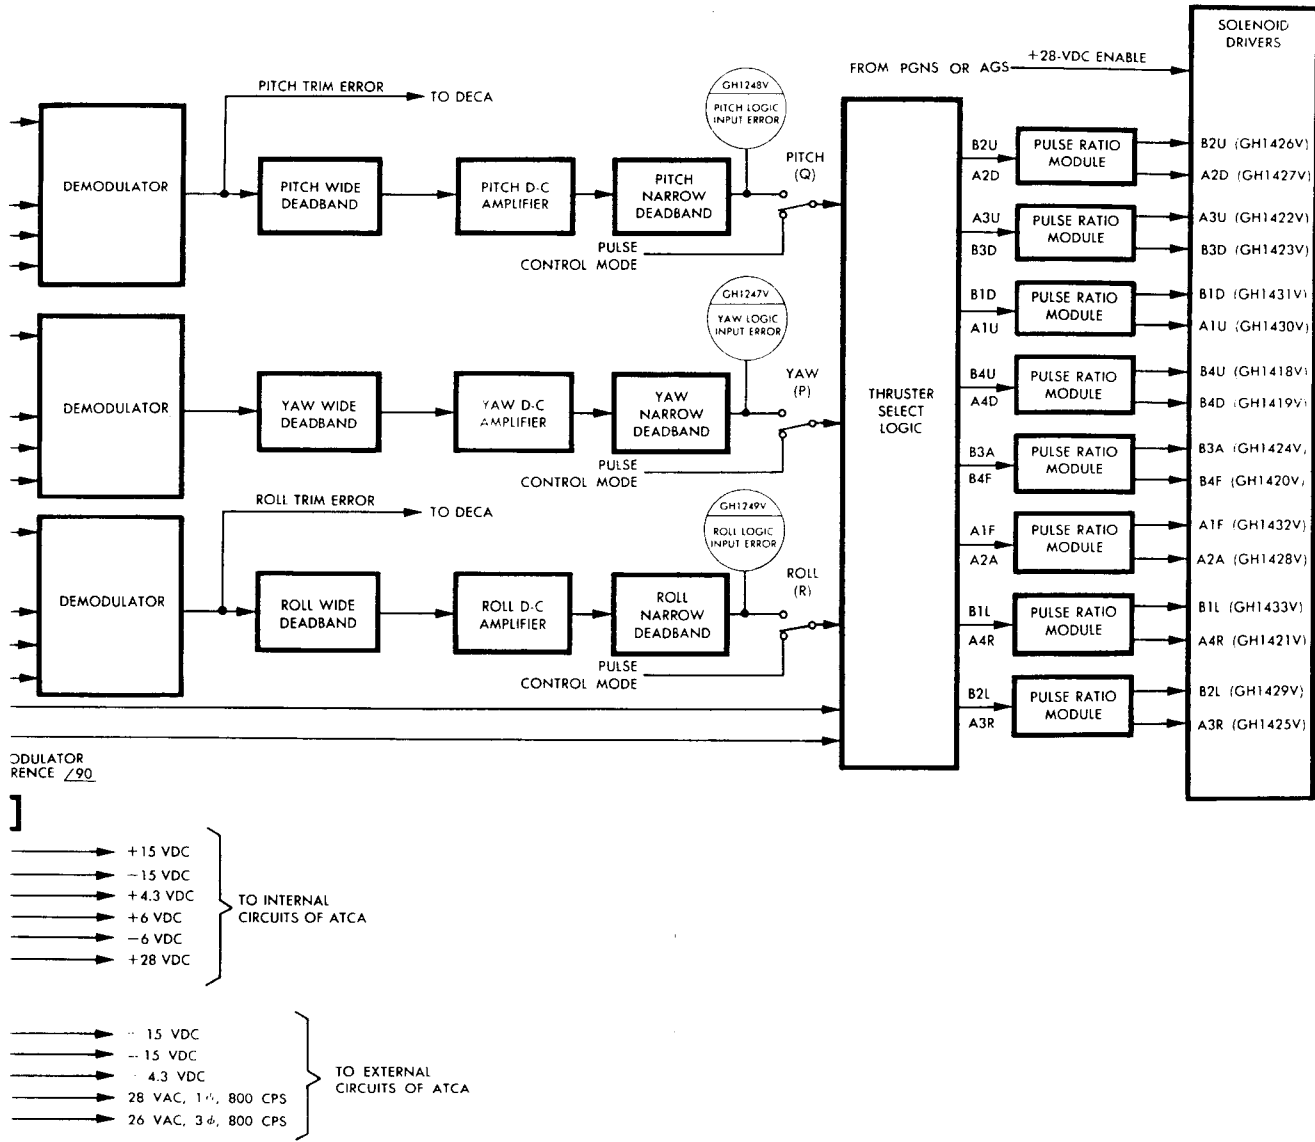 SOLENOID
DRIVERS
FROM PGNS OR AGS
+28-VDC ENABLE
PITCH TRIM ERROR
TO DECA
GH1248V
PITCH LOGIC
INPUT ERROR
DEMODULATOR
PITCH WIDE
DEADBAND
PITCH D-C
AMPLIFIER
PITCH
NARROW
DEADBAND
PITCH
(Q)
PULSE
CONTROL MODE
B2U
A2D
PULSE RATIO
MODULE
B2U (GH1426V)
A2D (GH1427V)
A3U
B3D
PULSE RATIO
MODULE
A3U (GH1422V)
B3D (GH1423V)
GH1247V
YAW LOGIC
INPUT ERROR
B1D
A1U
PULSE RATIO
MODULE
B1D (GH1431V)
A1U (GH1430V)
DEMODULATOR
YAW WIDE
DEADBAND
YAW D-C
AMPLIFIER
YAW
NARROW
DEADBAND
YAW
(P)
PULSE
CONTROL MODE
THRUSTER
SELECT
LOGIC
B4U
A4D
PULSE RATIO
MODULE
B4U (GH1418V)
B4D (GH1419V)
B3A
B4F
PULSE RATIO
MODULE
B3A (GH1424V)
B4F (GH1420V)
ROLL TRIM ERROR
TO DECA
GH1249V
ROLL LOGIC
INPUT ERROR
A1F
A2A
PULSE RATIO
MODULE
A1F (GH1432V)
A2A (GH1428V)
DEMODULATOR
ROLL WIDE
DEADBAND
ROLL D-C
AMPLIFIER
ROLL
NARROW
DEADBAND
ROLL
(R)
PULSE
CONTROL MODE
B1L
A4R
PULSE RATIO
MODULE
B1L (GH1433V)
A4R (GH1421V)
B2L
A3R
PULSE RATIO
MODULE
B2L (GH1429V)
A3R (GH1425V)
ODULATOR
RENCE /90
+15 VDC
-15 VDC
+4.3 VDC
+6 VDC
-6 VDC
+28 VDC
TO INTERNAL
CIRCUITS OF ATCA
15 VDC
-15 VDC
4.3 VDC
28 VAC, 1ϕ, 800 CPS
26 VAC, 3ϕ, 800 CPS
TO EXTERNAL
CIRCUITS OF ATCA